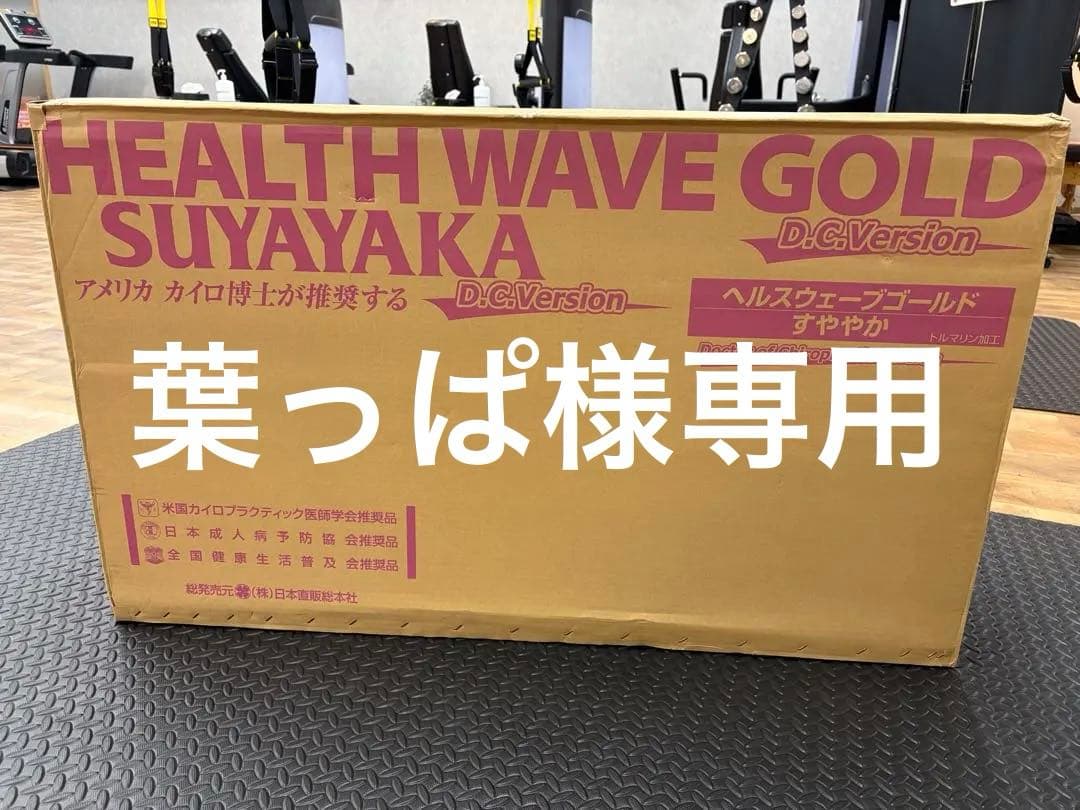 HEALTH WAVE GOLD
SUYAYAKA
D.C.Version
アメリカ カイロ博士が推奨する
D.C.Version
ヘルスウェーブゴールド
すややか
トルマリン加工
葉っぱ様専用
米国カイロプラクティック医師学会推奨品
日本成人病予防協 会推奨品
全国健康生活普及 会推奨品
総発売元 (株)日本直販総本社